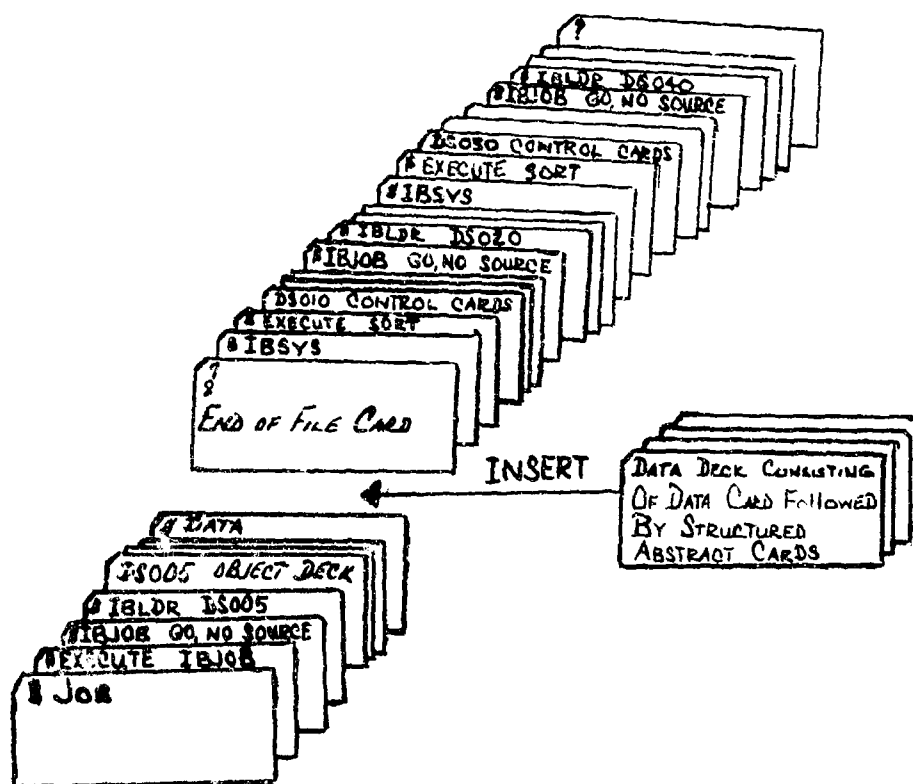 ?
$ IBLDR DS040
$IBJOB GO, NO SOURCE
DS030 CONTROL CARDS
$ EXECUTE SORT
$IBSYS
$ IBLDR DS020
$IBJOB GO, NO SOURCE
DS010 CONTROL CARDS
$ EXECUTE SORT
$ IBSYS
7
8
END OF FILE CARD
INSERT
DATA DECK CONSISTING
OF DATA CARD FOLLOWED
BY STRUCTURED
ABSTRACT CARDS
$ DATA
DS005 OBJECT DECK
$ IBLDR DS005
$IBJOB GO, NO SOURCE
$EXECUTE IBJOB
$ JOB